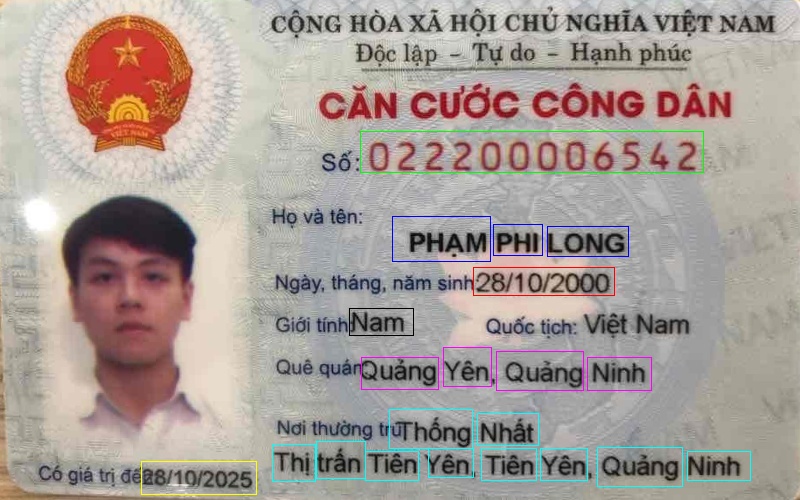 CỘNG HÒA XÃ HỘI CHỦ NGHĨA VIỆT NAM
Độc lập - Tự do - Hạnh phúc
CĂN CƯỚC CÔNG DÂN
Số: 022200006542
Họ và tên:
PHẠM PHI LONG
Ngày, tháng, năm sinh: 28/10/2000
Giới tính: Nam Quốc tịch: Việt Nam
Quê quán: Quảng Yên, Quảng Ninh
Nơi thường trú: Thống Nhất
Thị trấn Tiên Yên, Tiên Yên, Quảng Ninh
Có giá trị đến: 28/10/2025
VIỆT NAM